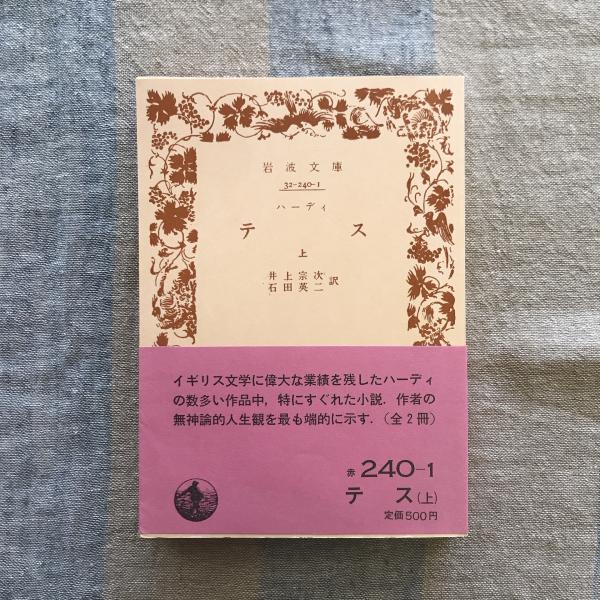 岩波文庫
32-240-1
ハーディ
テス
上
井上宗次
石田英二 訳
イギリス文学に偉大な業績を残したハーディ
の数多い作品中，特にすぐれた小説．作者の
無神論的人生観を最も端的に示す．（全2冊）
赤 240-1
テス(上)
定価500円